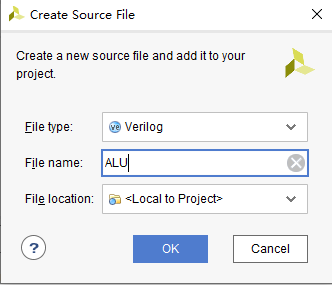 Create Source File
Create a new source file and add it to your
project.
File type: Verilog
File name: ALU
File location: <Local to Project>
? OK Cancel